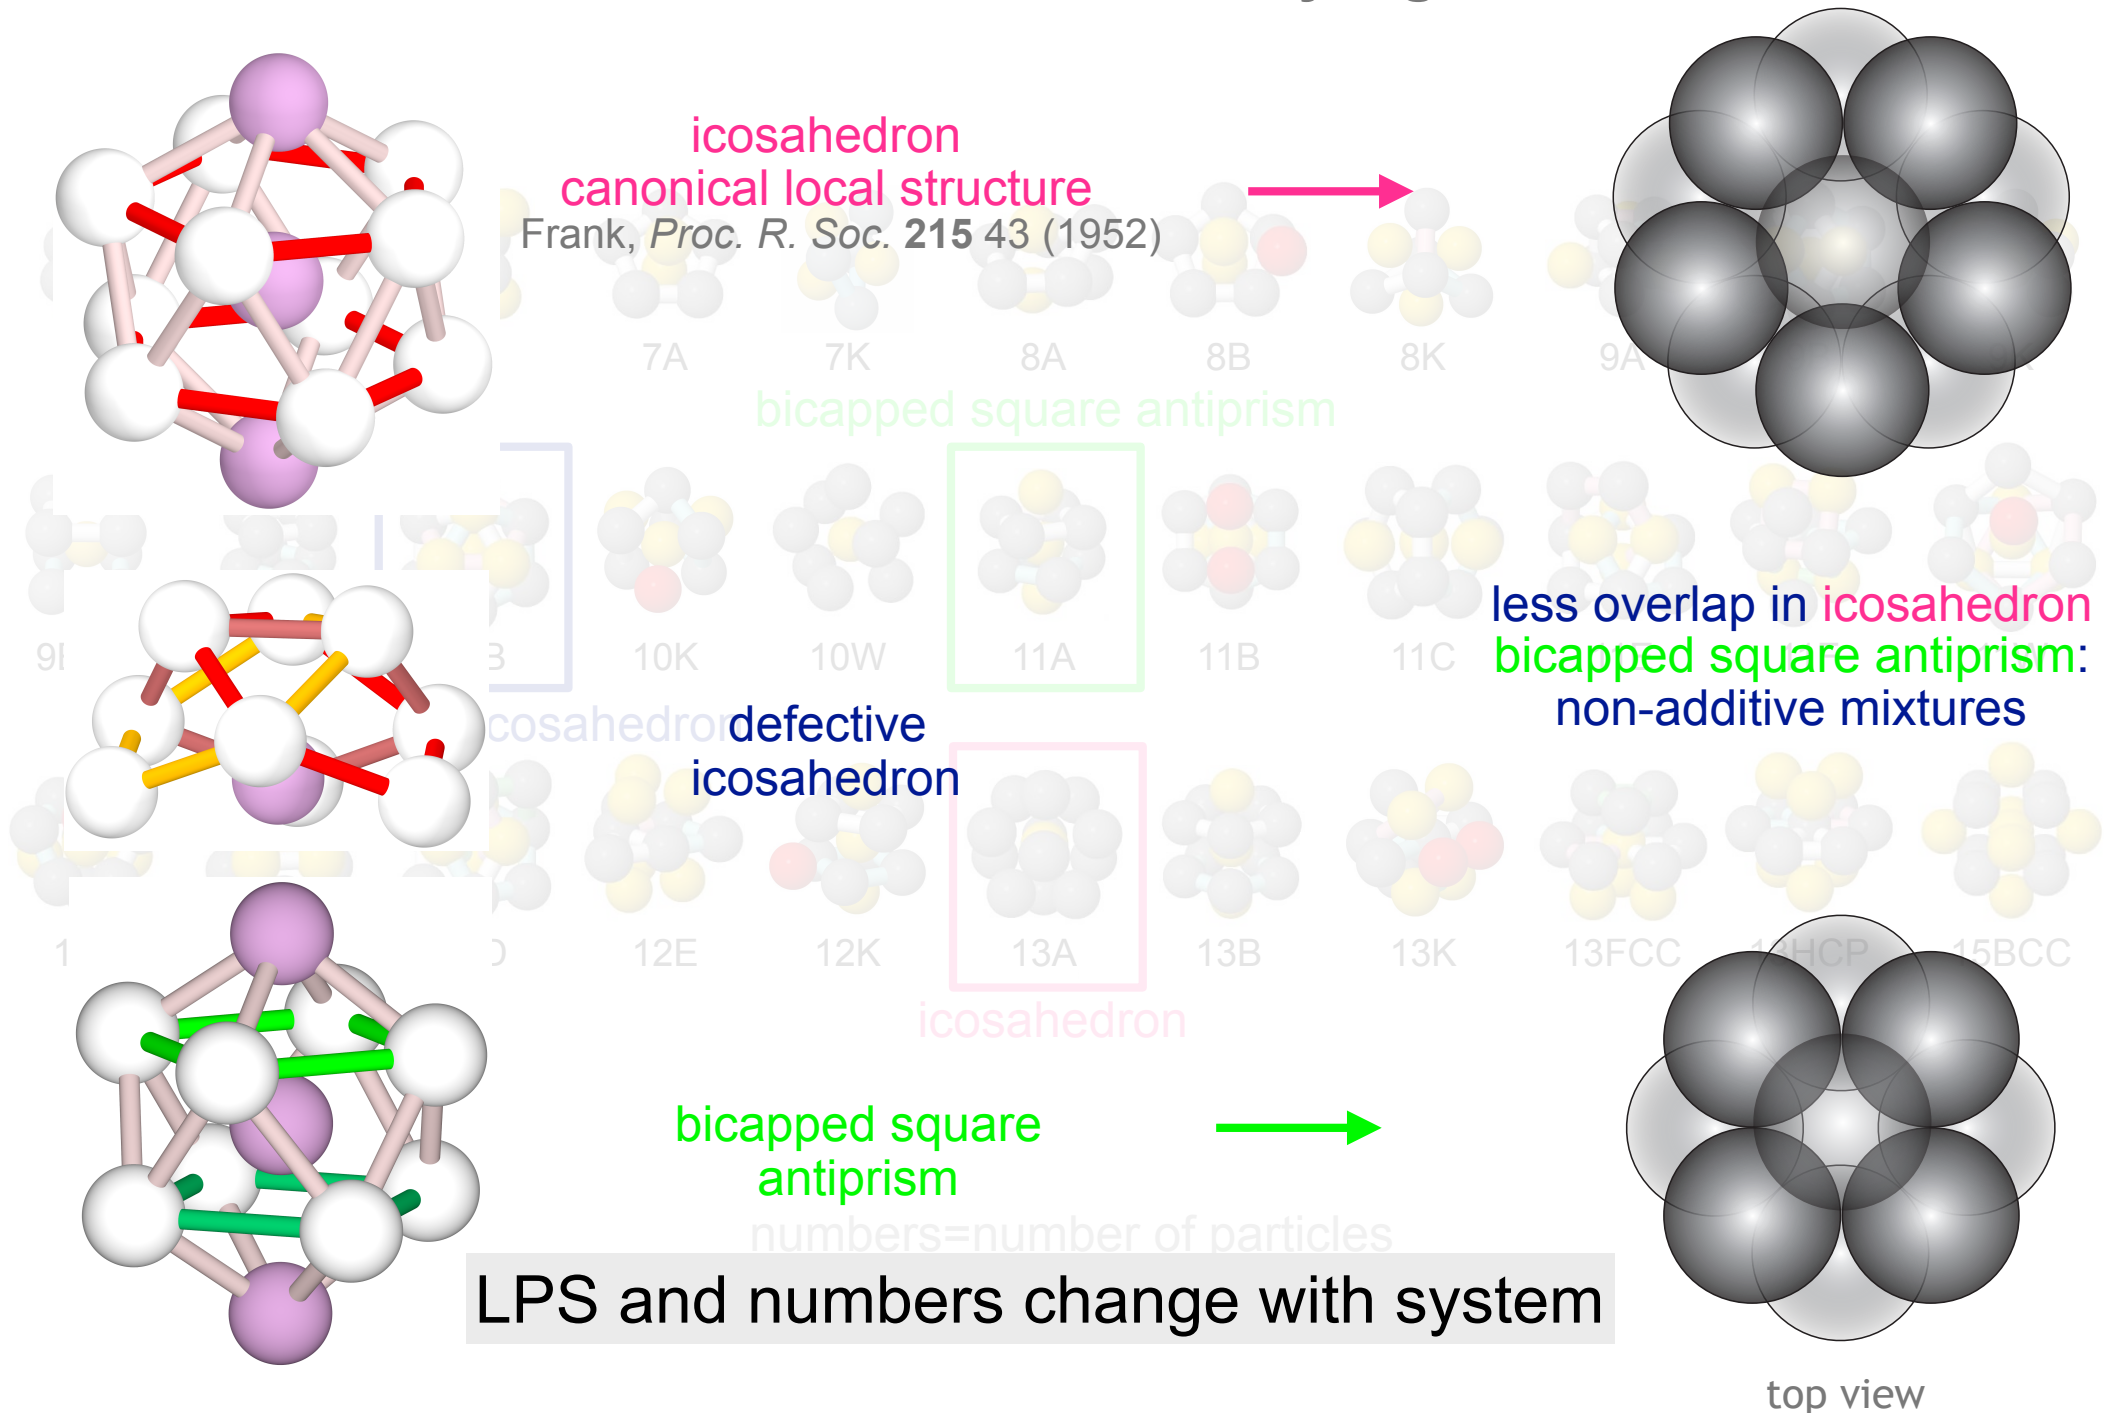 icosahedron
canonical local structure
Frank, Proc. R. Soc. 215 43 (1952)
7A 7K 8A 8B 8K 9A
bicapped square antiprism
10K 10W 11A 11B 11C
less overlap in icosahedron
bicapped square antiprism:
non-additive mixtures
defective
icosahedron
12E 12K 13A 13B 13K 13FCC 13HCP 15BCC
icosahedron
bicapped square
antiprism
numbers=number of particles
LPS and numbers change with system
top view